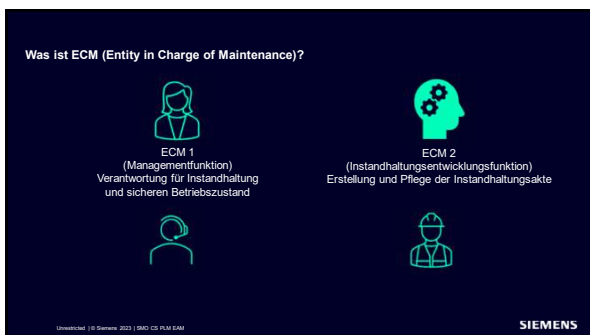 Was ist ECM (Entity in Charge of Maintenance)?
ECM 1
(Managementfunktion)
Verantwortung für Instandhaltung
und sicheren Betriebszustand
ECM 2
(Instandhaltungsentwicklungsfunktion)
Erstellung und Pflege der Instandhaltungsakte
Unrestricted | © Siemens 2023 | SMO CS PLM EAM
SIEMENS